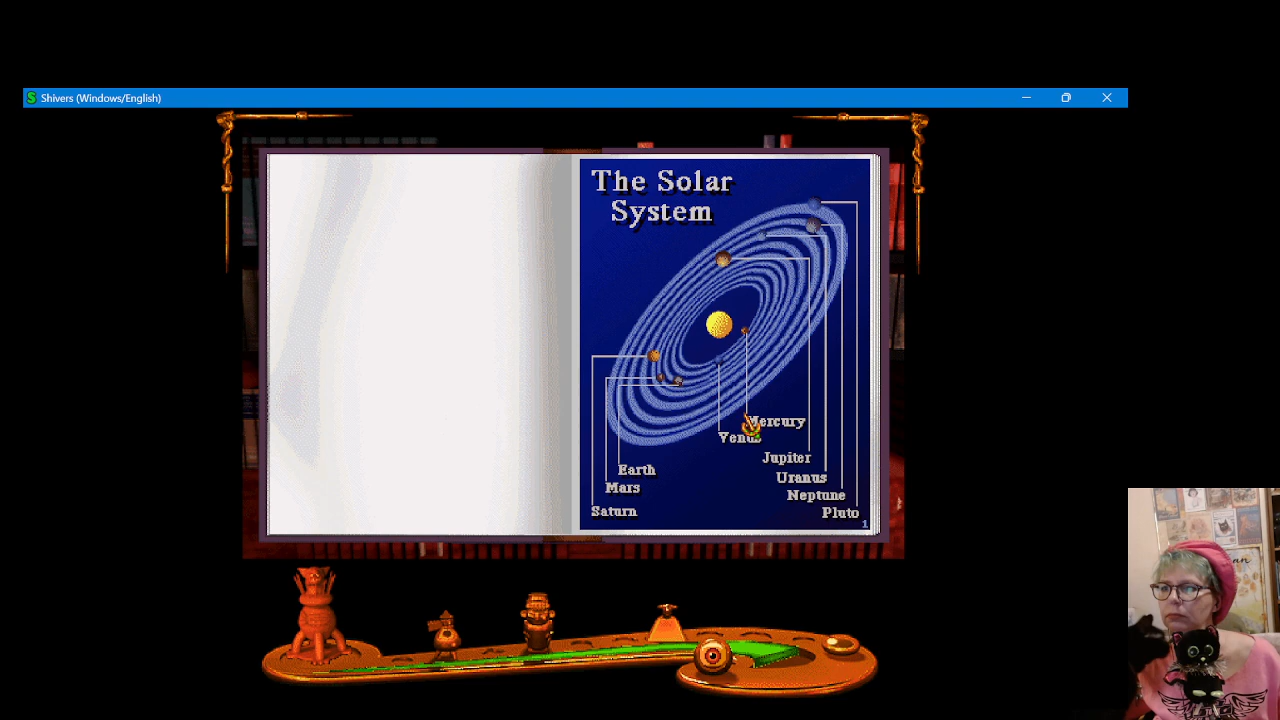 Shivers (Windows/English)
The Solar
System
Mercury
Venus
Jupiter
Earth
Uranus
Mars
Neptune
Saturn
Pluto
1